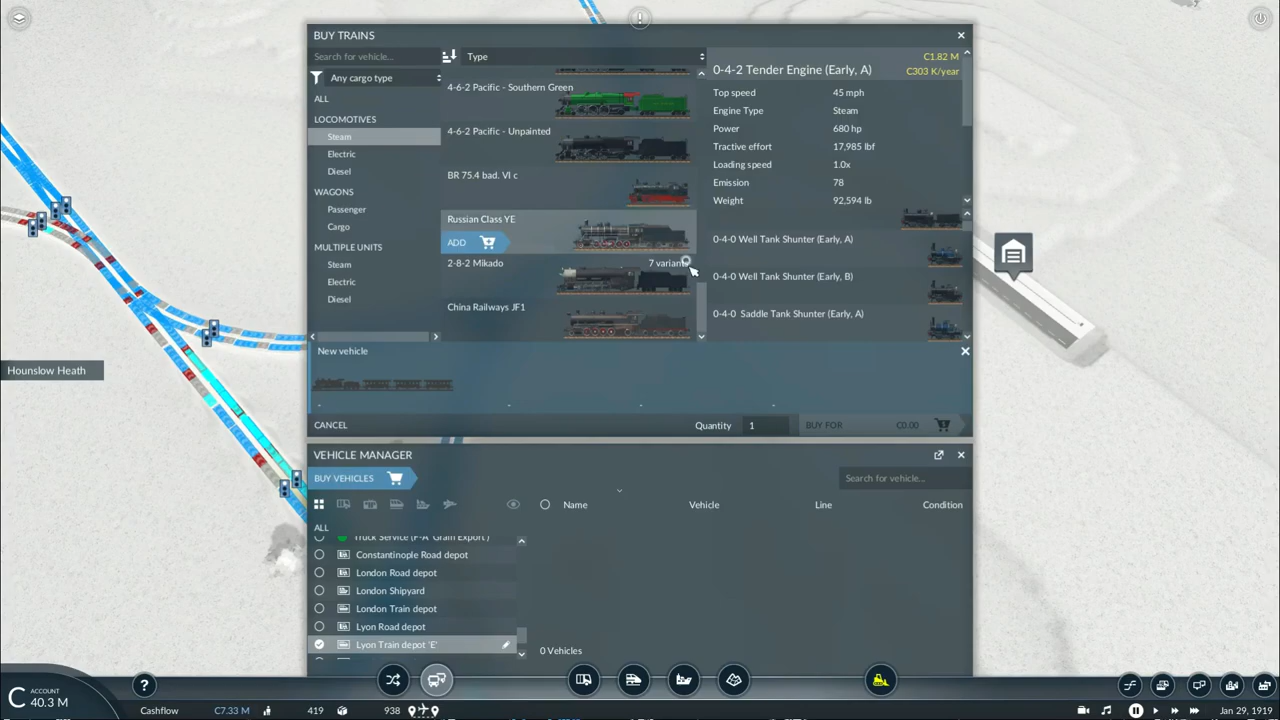 BUY TRAINS
Search for vehicle...
Type
Any cargo type
ALL
LOCOMOTIVES
Steam
Electric
Diesel
WAGONS
Passenger
Cargo
MULTIPLE UNITS
Steam
Electric
Diesel
4-6-2 Pacific - Southern Green
4-6-2 Pacific - Unpainted
BR 75.4 bad. VI c
Russian Class YE
ADD
2-8-2 Mikado
7 variants
China Railways JF1
C1.82 M
0-4-2 Tender Engine (Early, A)
C303 K/year
Top speed 45 mph
Engine Type Steam
Power 680 hp
Tractive effort 17,985 lbf
Loading speed 1.0x
Emission 78
Weight 92,594 lb
0-4-0 Well Tank Shunter (Early, A)
0-4-0 Well Tank Shunter (Early, B)
0-4-0 Saddle Tank Shunter (Early, A)
Hounslow Heath
New vehicle
CANCEL
Quantity 1
BUY FOR C0.00
VEHICLE MANAGER
BUY VEHICLES
Search for vehicle...
Name Vehicle Line Condition
ALL
Truck Service (F-A 'Grain Export')
Constantinople Road depot
London Road depot
London Shipyard
London Train depot
Lyon Road depot
Lyon Train depot 'E'
0 Vehicles
C ACCOUNT
40.3 M
?
Cashflow C7.33 M 419 938
Jan 29, 1919